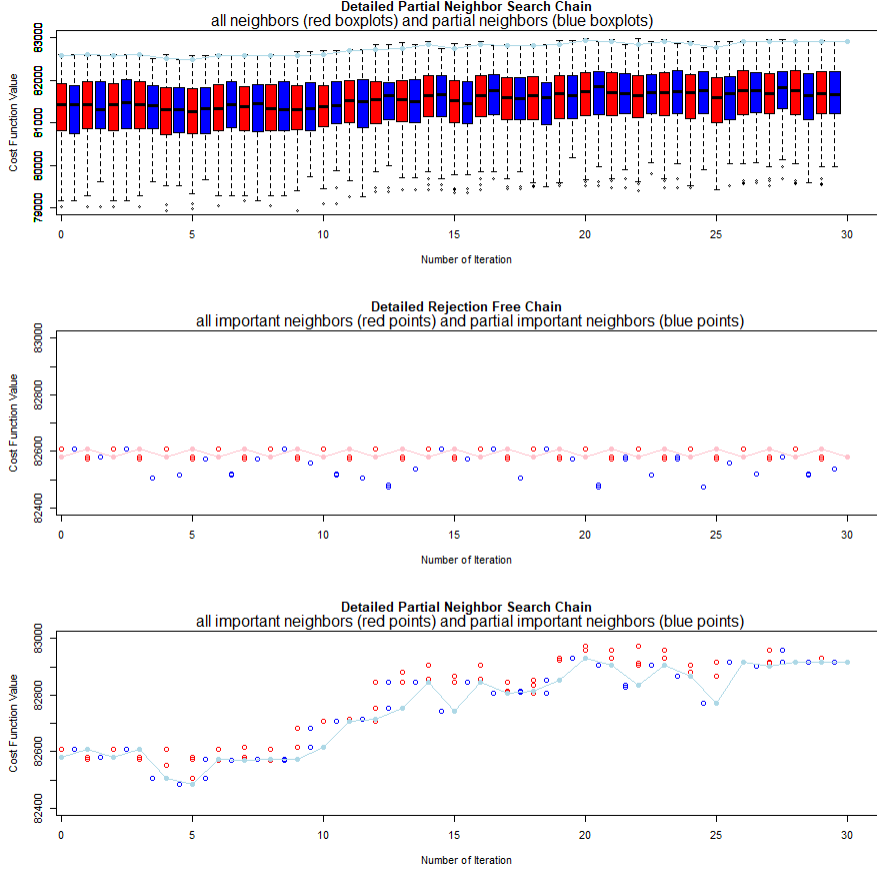 Detailed Partial Neighbor Search Chain
all neighbors (red boxplots) and partial neighbors (blue boxplots)
Cost Function Value
83000
82000
81000
80000
79000
0 5 10 15 20 25 30
Number of Iteration
Detailed Rejection Free Chain
all important neighbors (red points) and partial important neighbors (blue points)
Cost Function Value
83000
82800
82600
82400
0 5 10 15 20 25 30
Number of Iteration
Detailed Partial Neighbor Search Chain
all important neighbors (red points) and partial important neighbors (blue points)
Cost Function Value
83000
82800
82600
82400
0 5 10 15 20 25 30
Number of Iteration